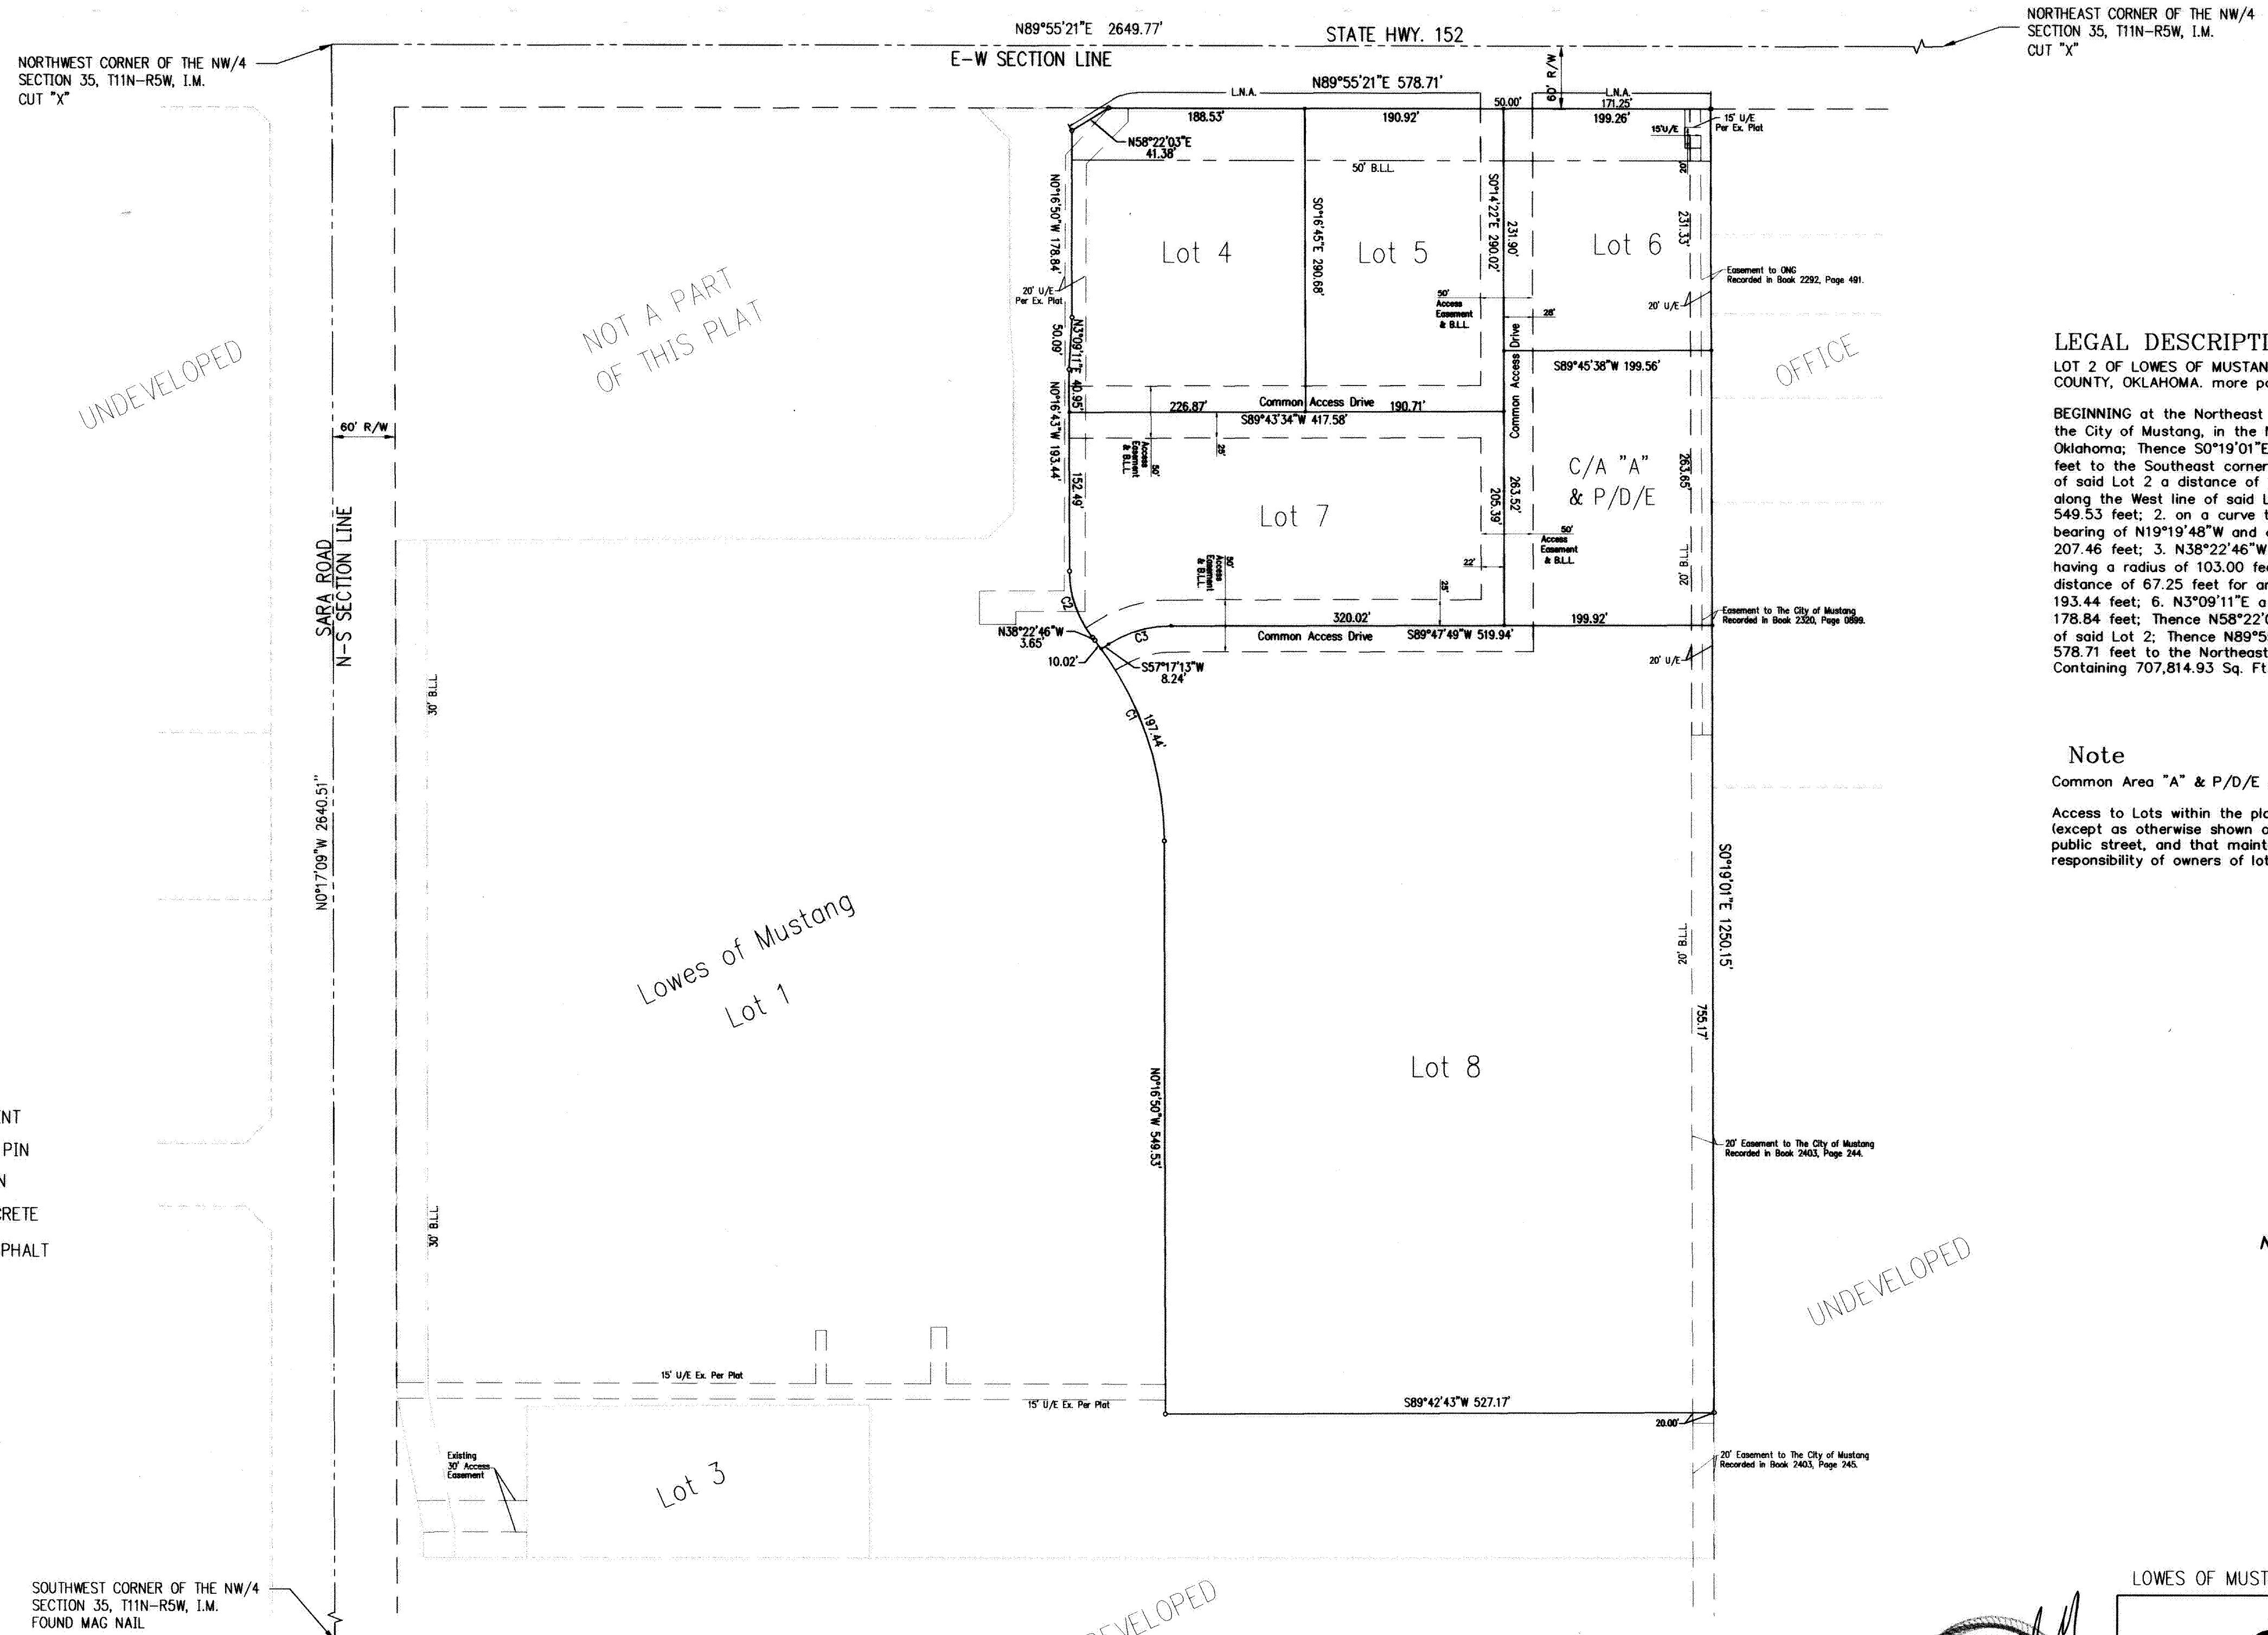 N89°55'21"E 2649.77'
STATE HWY. 152
E-W SECTION LINE
NORTHWEST CORNER OF THE NW/4
SECTION 35, T11N-R5W, I.M.
CUT "X"
NORTHEAST CORNER OF THE NW/4
SECTION 35, T11N-R5W, I.M.
CUT "X"
60' R/W
N89°55'21"E 578.71'
L.N.A.
L.N.A.
50.00'
171.25'
188.53'
190.92'
199.26'
15' U/E
Per Ex. Plat
15'U/E
20'
N58°22'03"E
41.38'
50' B.L.L.
N0°16'50"W 178.84'
S0°16'45"E 290.68'
S0°14'22"E 290.02'
231.90'
231.33'
Lot 4
Lot 5
Lot 6
20' U/E
Per Ex. Plat
50'
Access
Easement
& B.L.L.
28'
Easement to ONG
Recorded in Book 2292, Page 491.
20' U/E
50.09'
N3°09'11"E
40.95'
Common Access Drive
S89°45'38"W 199.56'
OFFICE
NOT A PART
OF THIS PLAT
UNDEVELOPED
60' R/W
226.87'
Common Access Drive
190.71'
S89°43'34"W 417.58'
N0°16'43"W 193.44'
152.49'
50'
Access
Easement
& B.L.L.
25'
C/A "A"
& P/D/E
263.65'
263.52'
205.39'
Lot 7
50'
Access
Easement
& B.L.L.
50'
Access
Easement
& B.L.L.
22'
25'
20' B.L.L.
SARA ROAD
N-S SECTION LINE
C2
N38°22'46"W
3.65'
C3
10.02'
S57°17'13"W
8.24'
320.02'
Common Access Drive
S89°47'49"W 519.94'
199.92'
Easement to The City of Mustang
Recorded in Book 2320, Page 0899.
20' U/E
C1
197.44'
30' B.L.L.
N0°17'09"W 2640.51'
S0°19'01"E 1250.15'
20' B.L.L.
755.17'
Lowes of Mustang
Lot 1
Lot 8
N0°16'50"W 549.53'
20' Easement to The City of Mustang
Recorded in Book 2403, Page 244.
30' B.L.L.
UNDEVELOPED
15' U/E Ex. Per Plat
15' U/E Ex. Per Plat
S89°42'43"W 527.17'
20.00'
20' Easement to The City of Mustang
Recorded in Book 2403, Page 245.
Existing
30' Access
Easement
Lot 3
SOUTHWEST CORNER OF THE NW/4
SECTION 35, T11N-R5W, I.M.
FOUND MAG NAIL
EVELOPED
ENT
PIN
N
CRETE
PHALT
LEGAL DESCRIPTI
LOT 2 OF LOWES OF MUSTAN
COUNTY, OKLAHOMA. more pa
BEGINNING at the Northeast
the City of Mustang, in the N
Oklahoma; Thence S0°19'01"E
feet to the Southeast corner
of said Lot 2 a distance of
along the West line of said L
549.53 feet; 2. on a curve t
bearing of N19°19'48"W and
207.46 feet; 3. N38°22'46"W
having a radius of 103.00 fee
distance of 67.25 feet for an
193.44 feet; 6. N3°09'11"E a
178.84 feet; Thence N58°22'0
of said Lot 2; Thence N89°5
578.71 feet to the Northeast
Containing 707,814.93 Sq. Ft
Note
Common Area "A" & P/D/E
Access to Lots within the pla
(except as otherwise shown o
public street, and that maint
responsibility of owners of lot
LOWES OF MUST